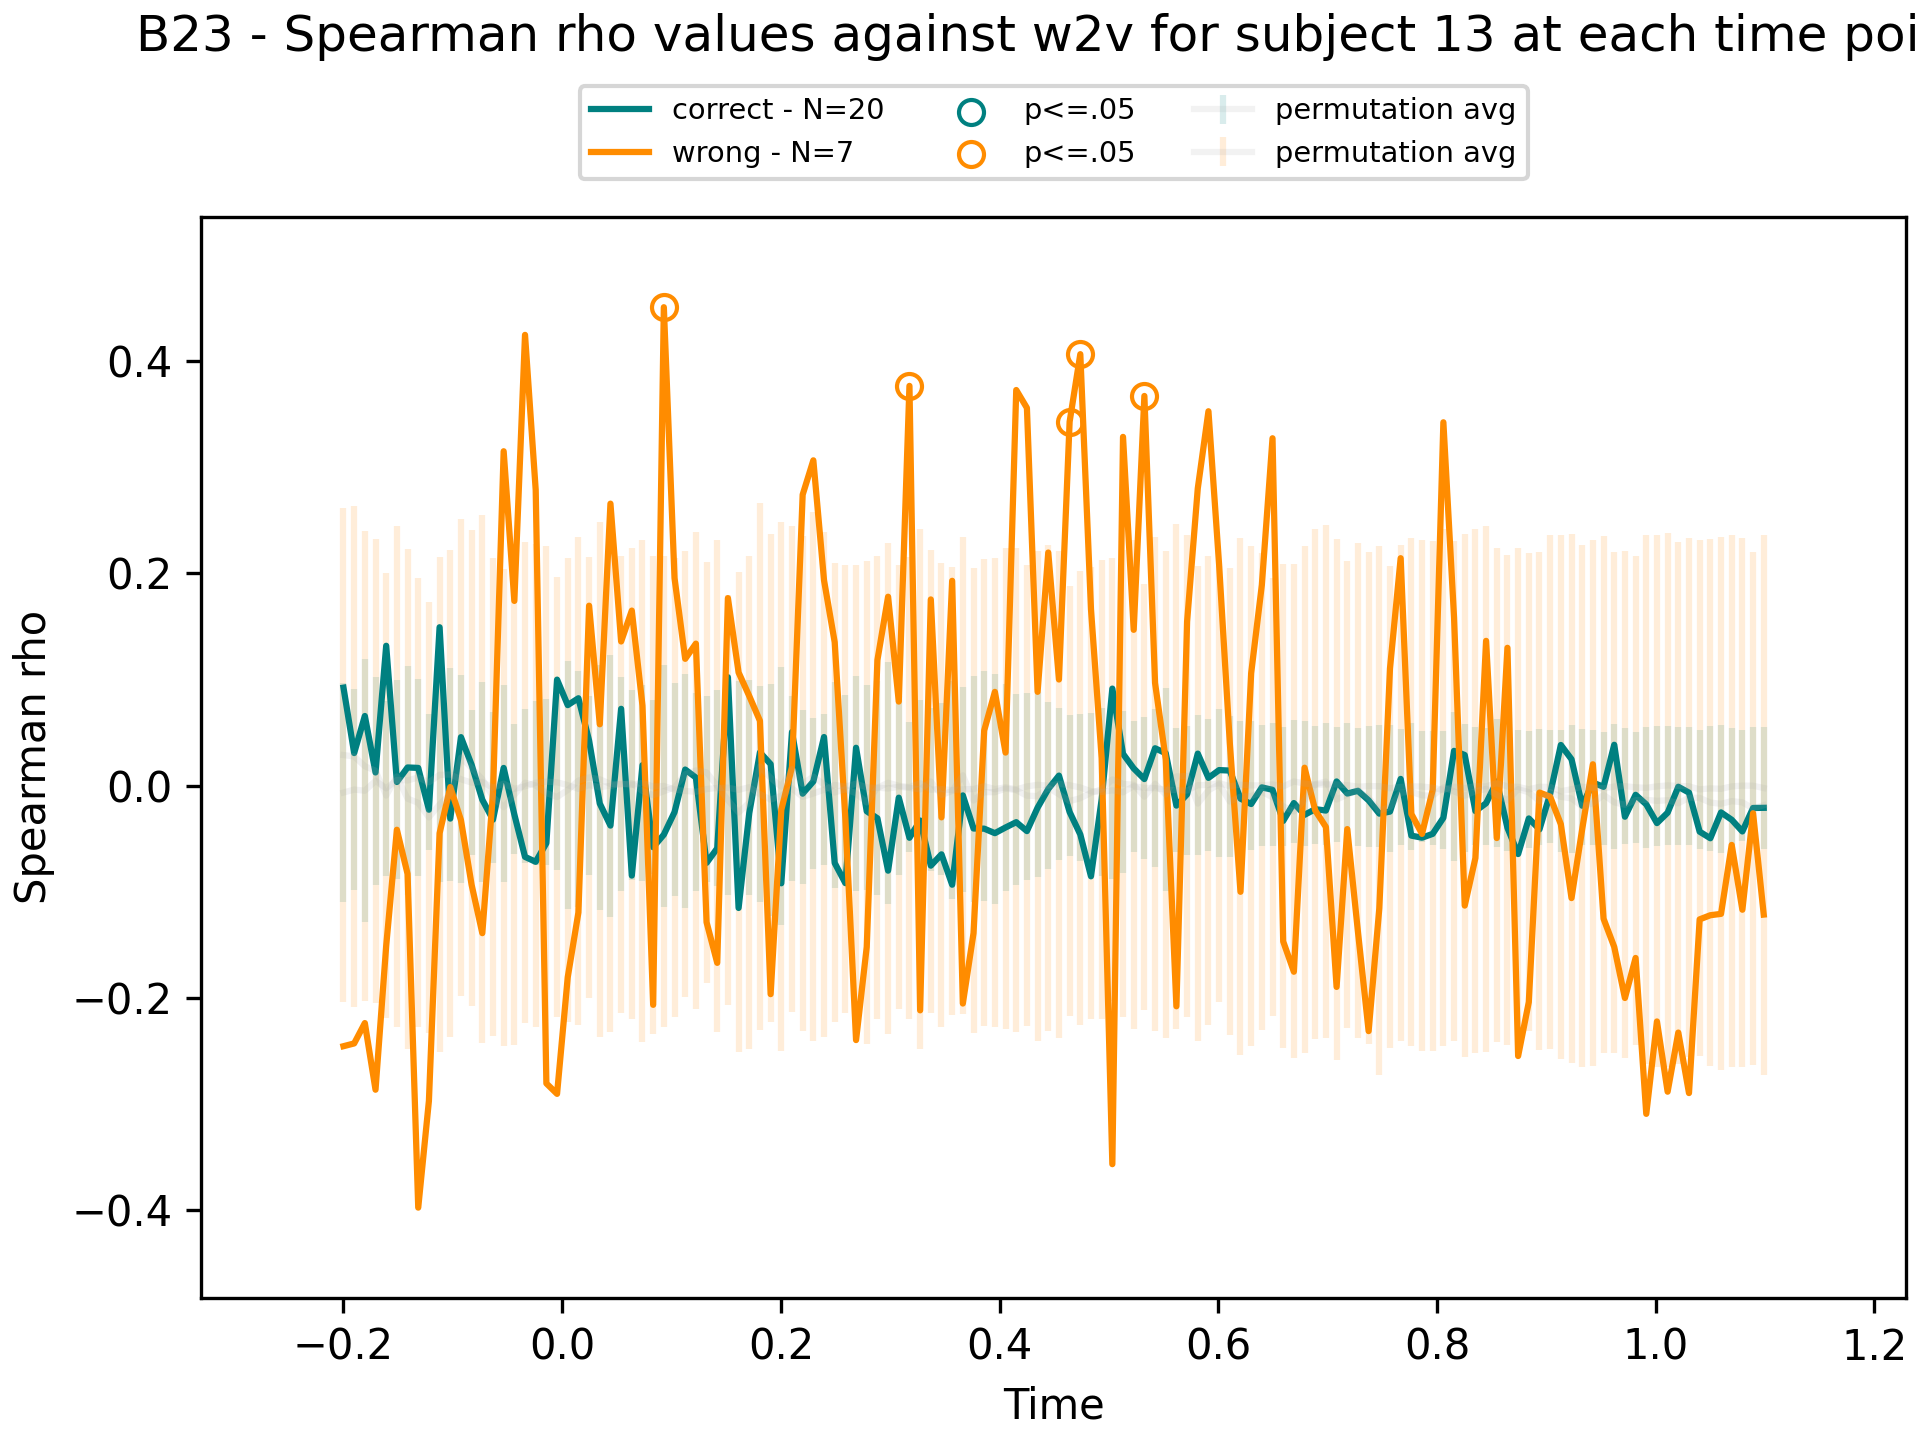 B23 - Spearman rho values against w2v for subject 13 at each time poi
correct - N=20
wrong - N=7
p<=.05
p<=.05
permutation avg
permutation avg
Spearman rho
0.4
0.2
0.0
−0.2
−0.4
−0.2 0.0 0.2 0.4 0.6 0.8 1.0 1.2
Time